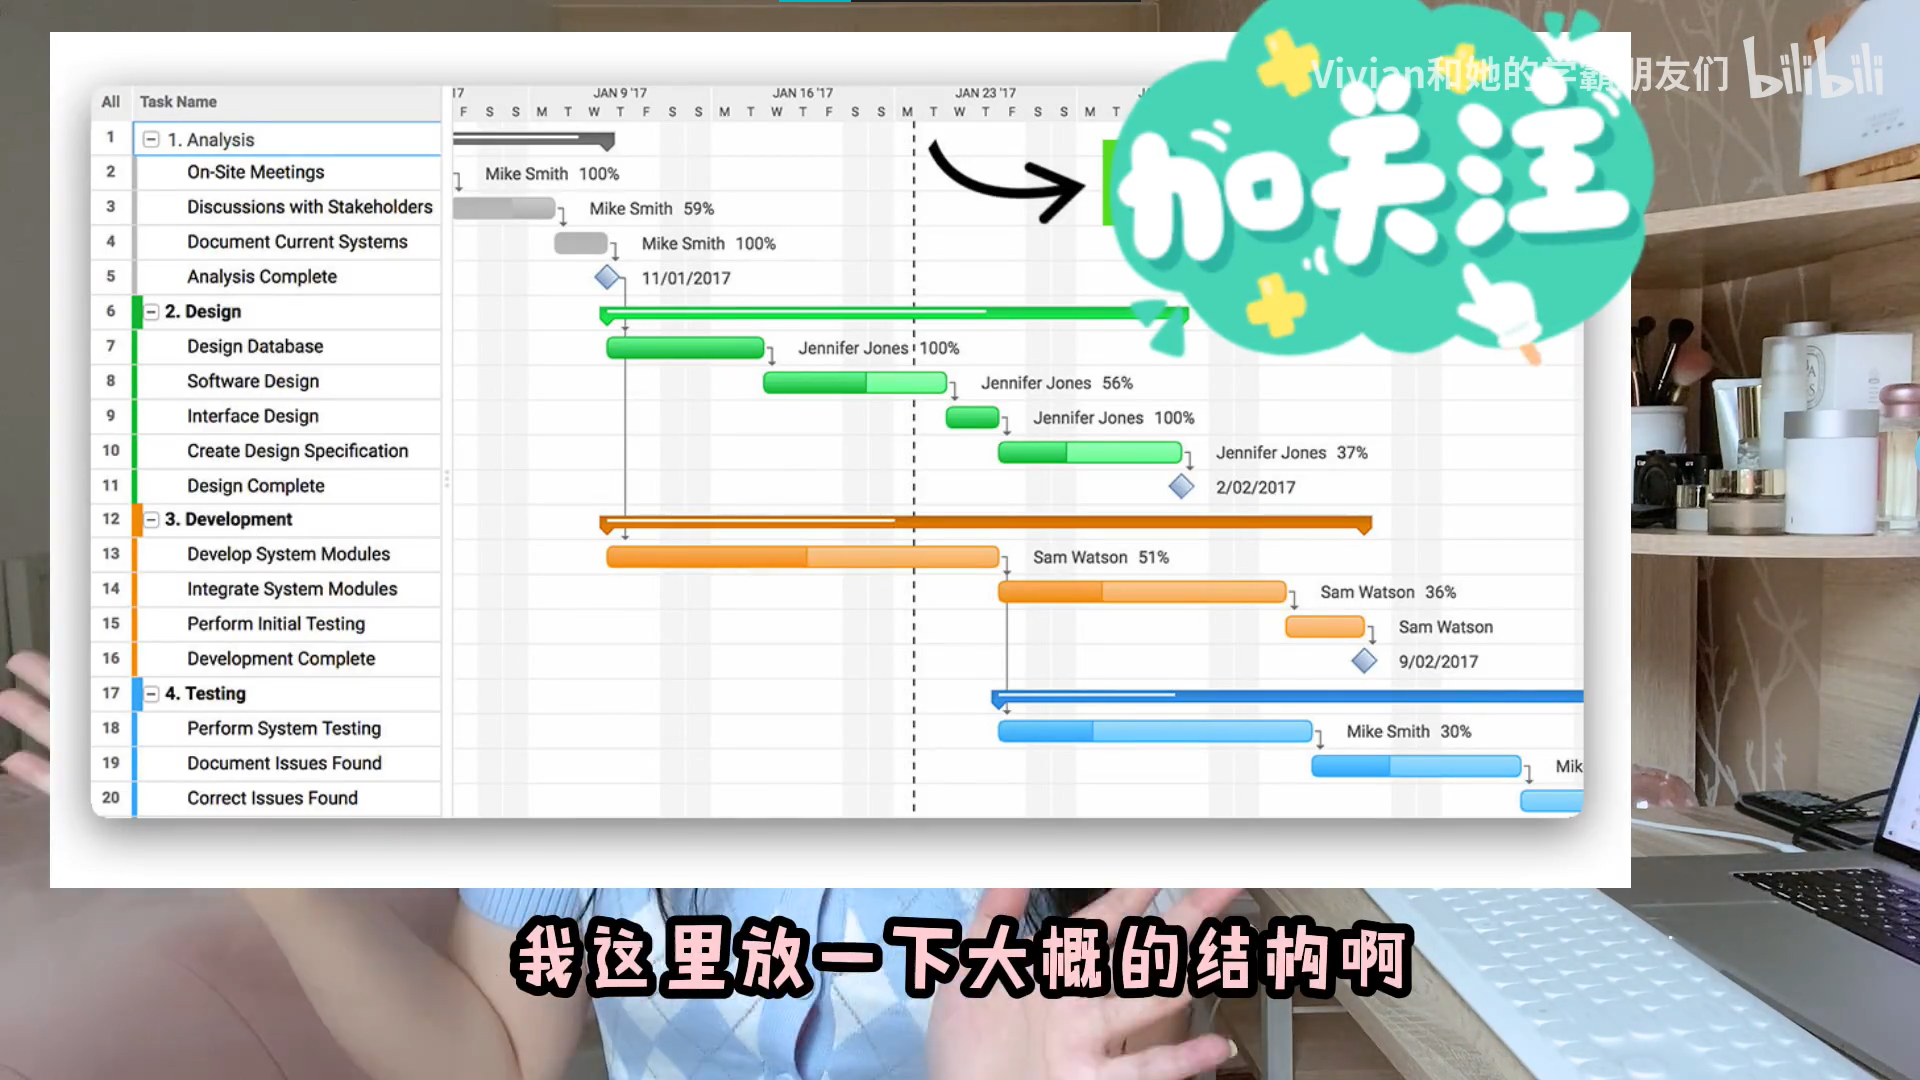 Vivian和她的学霸朋友们 bilibili
加关注
All Task Name
17 JAN 9 '17 JAN 16 '17 JAN 23 '17
F S S M T W T F S S M T W T F S S M T W T F S S M T
1 1. Analysis
2 On-Site Meetings Mike Smith 100%
3 Discussions with Stakeholders Mike Smith 59%
4 Document Current Systems Mike Smith 100%
5 Analysis Complete 11/01/2017
6 2. Design
7 Design Database Jennifer Jones 100%
8 Software Design Jennifer Jones 56%
9 Interface Design Jennifer Jones 100%
10 Create Design Specification Jennifer Jones 37%
11 Design Complete 2/02/2017
12 3. Development
13 Develop System Modules Sam Watson 51%
14 Integrate System Modules Sam Watson 36%
15 Perform Initial Testing Sam Watson
16 Development Complete 9/02/2017
17 4. Testing
18 Perform System Testing Mike Smith 30%
19 Document Issues Found Mik
20 Correct Issues Found
我这里放一下大概的结构啊